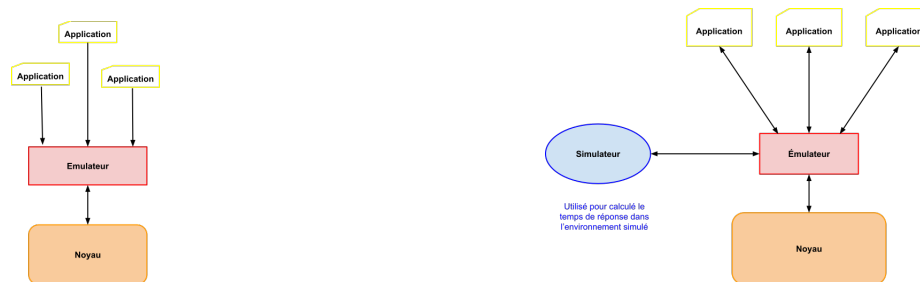 Application
Application
Application
Emulateur
Noyau
Application
Application
Application
Simulateur
Émulateur
Utilisé pour calculé le
temps de réponse dans
l'environnement simulé
Noyau